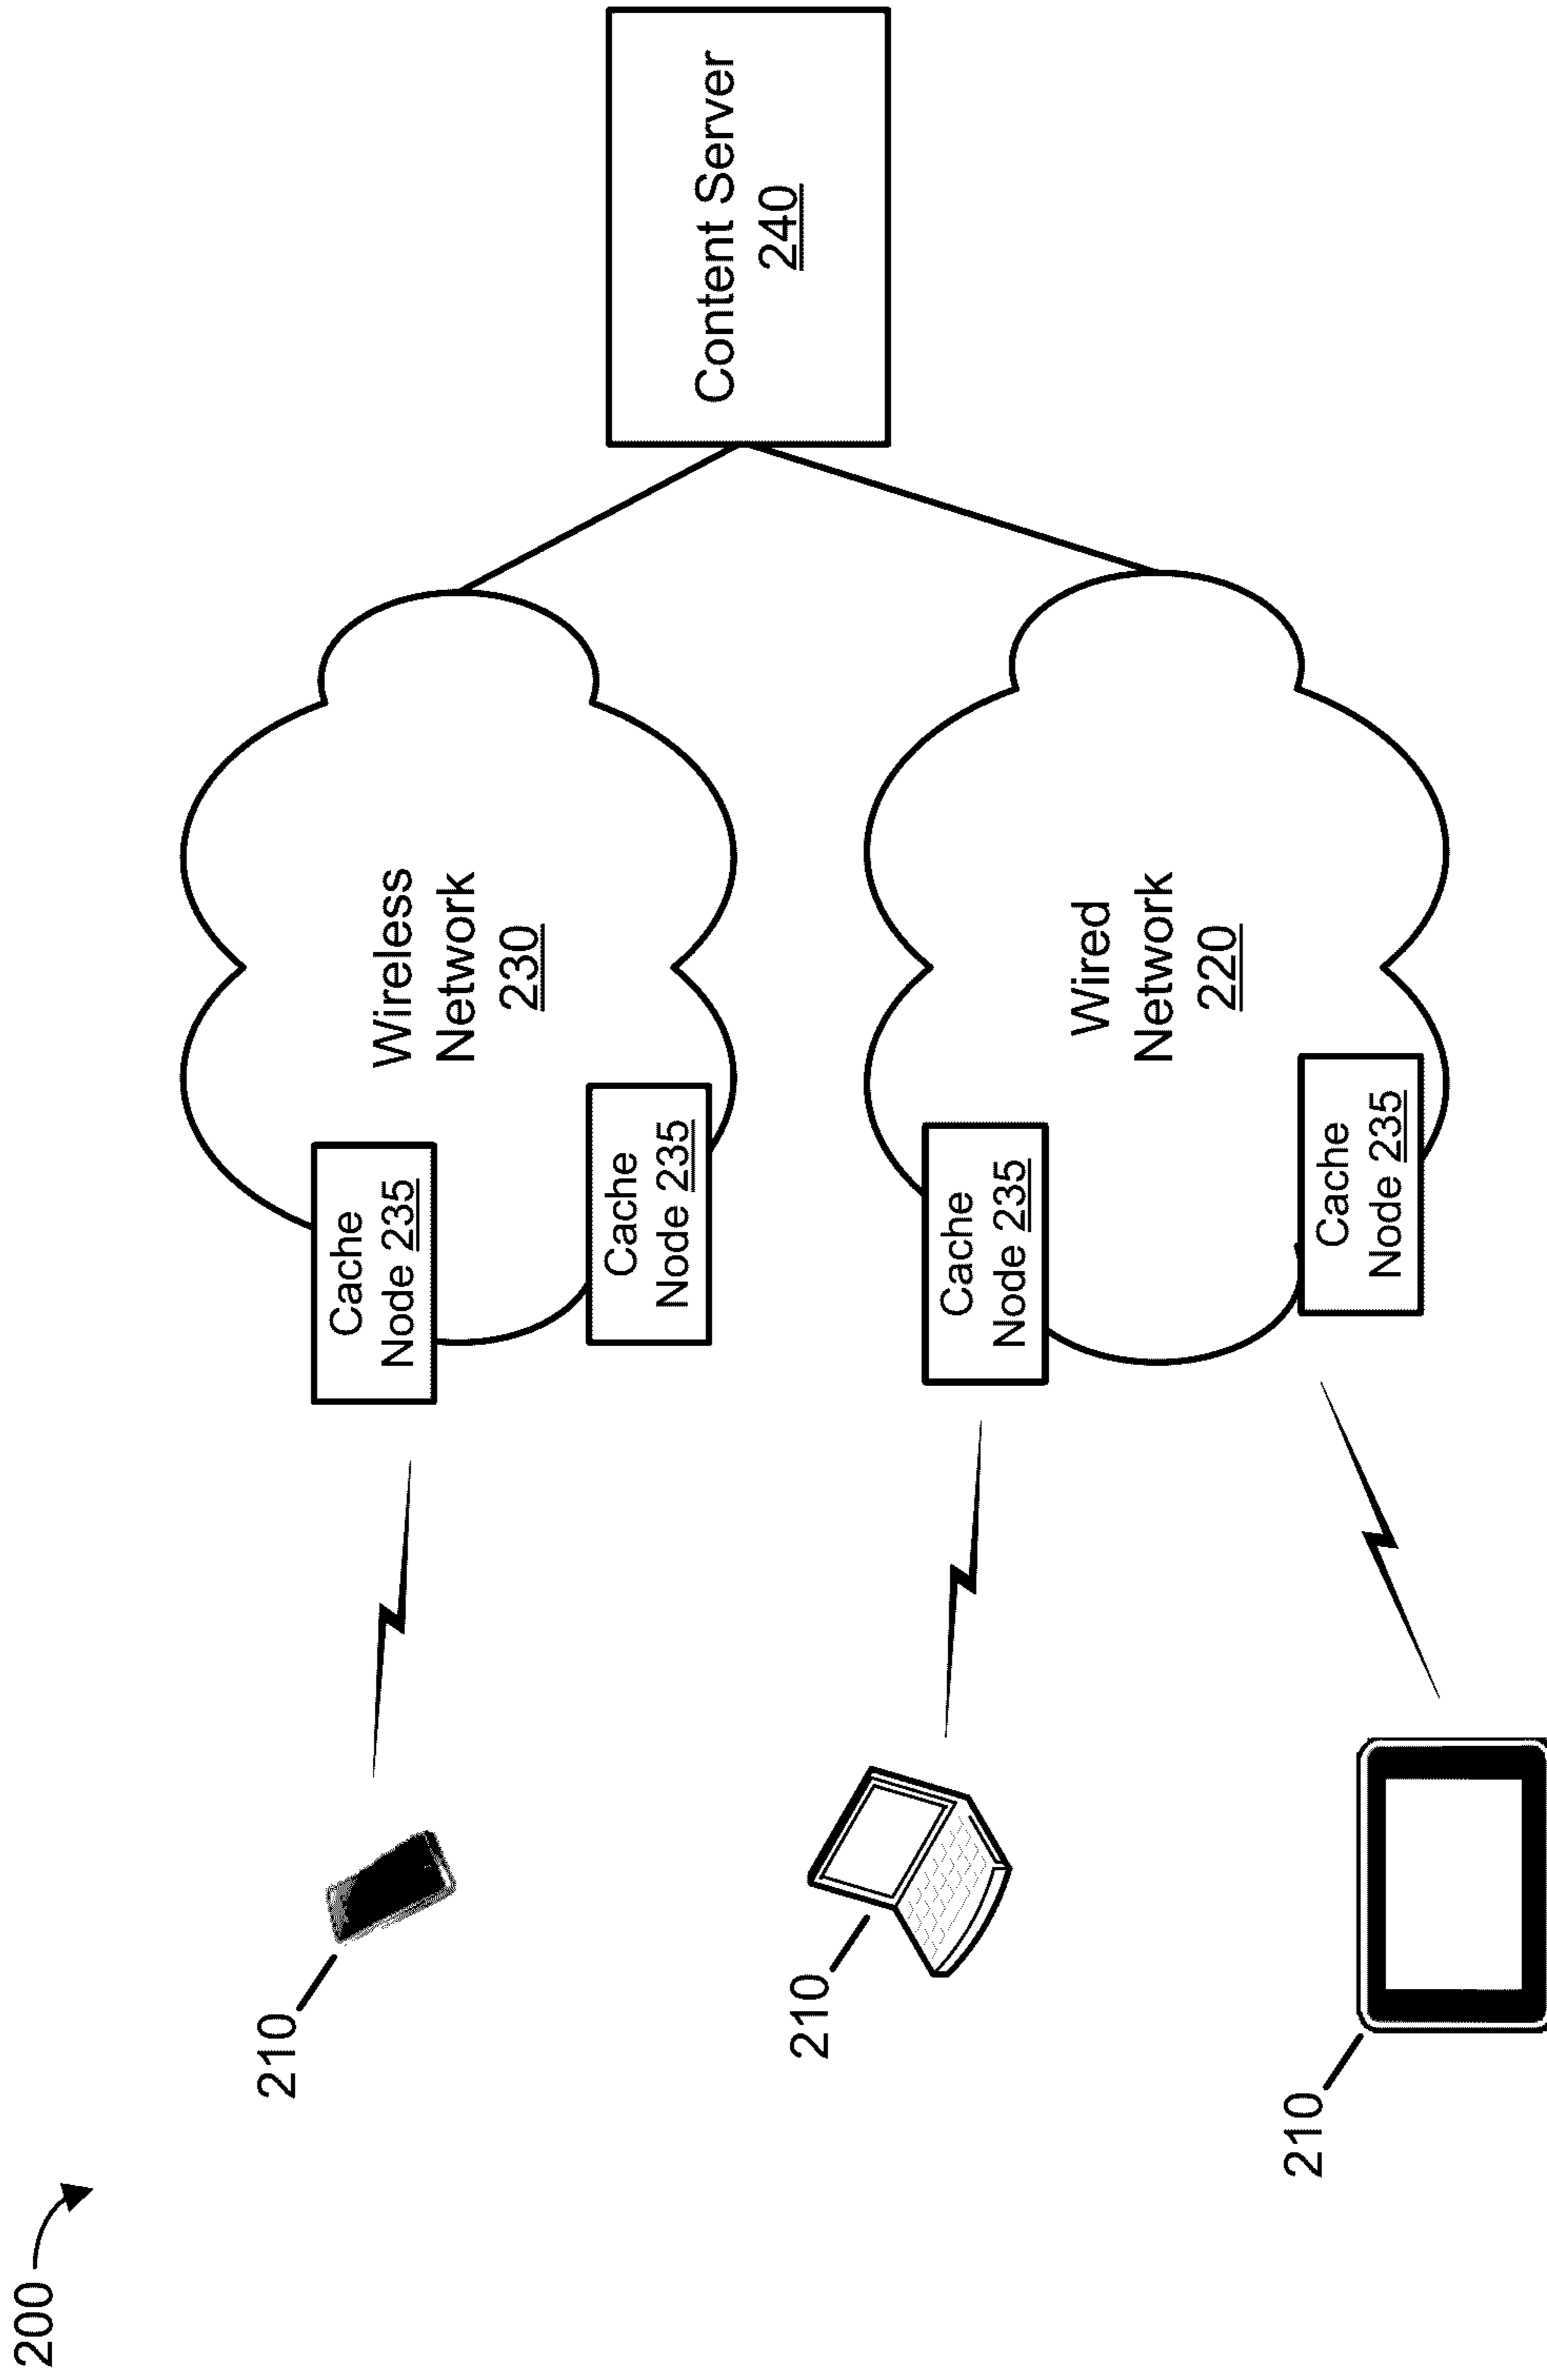 200
210
Cache
Node 235
Cache
Node 235
Wireless
Network
230
210
Cache
Node 235
Wired
Network
220
210
Cache
Node 235
Content Server
240